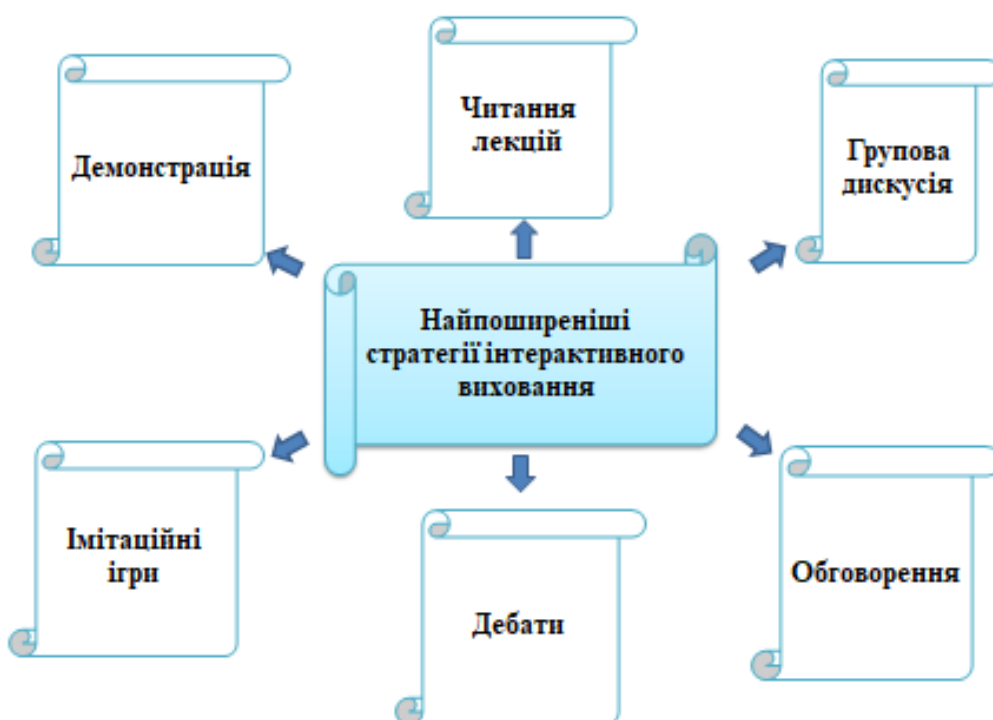 Демонстрація
Читання
лекцій
Групова
дискусія
Найпоширеніші
стратегії інтерактивного
виховання
Імітаційні
ігри
Дебати
Обговорення